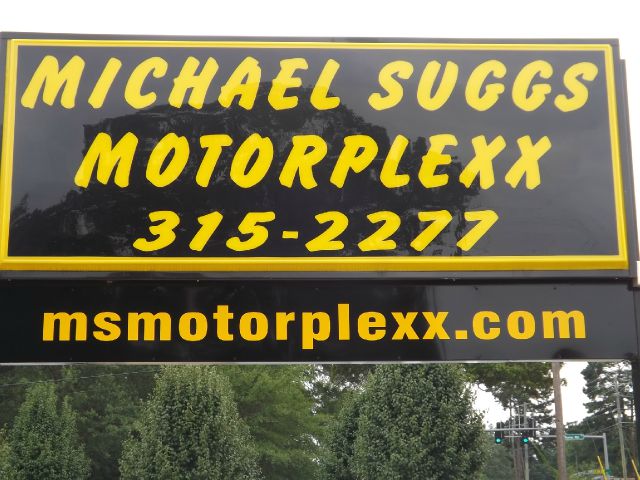 MICHAEL SUGGS
MOTORPLEXX
315-2277
msmotorplexx.com